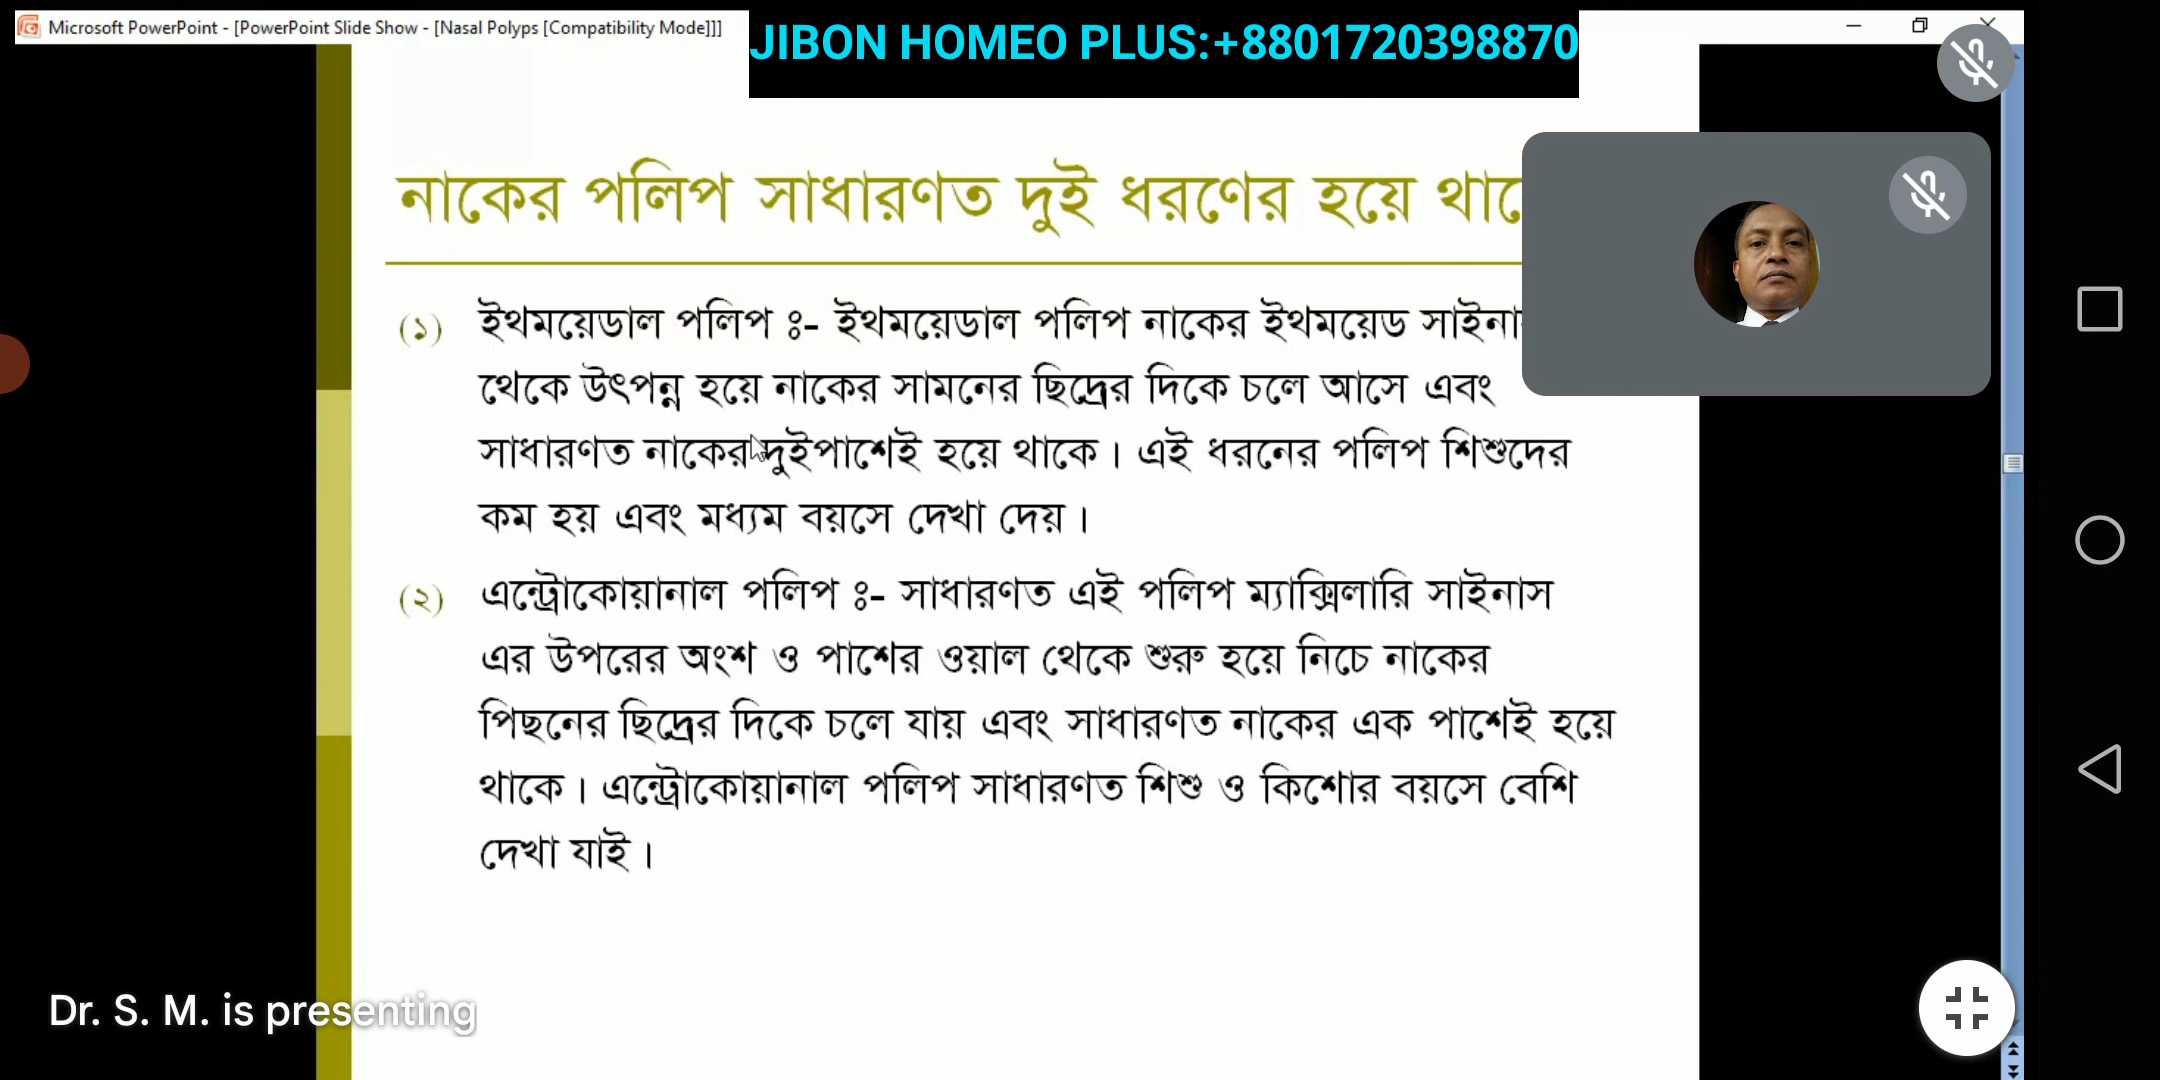 Microsoft PowerPoint - [PowerPoint Slide Show - [Nasal Polyps [Compatibility Mode]]]
JIBON HOMEO PLUS:+8801720398870
নাকের পলিপ সাধারণত দুই ধরণের হয়ে
(১) ইথময়েডাল পলিপ ঃ- ইথময়েডাল পলিপ নাকের ইথময়েড
থেকে উৎপন্ন হয়ে নাকের সামনের ছিদ্রের দিকে চলে আসে এবং
সাধারণত নাকের দুইপাশেই হয়ে থাকে। এই ধরনের পলিপ শিশুদের
কম হয় এবং মধ্যম বয়সে দেখা দেয়।
(২) এন্ট্রোকোয়ানাল পলিপ ঃ- সাধারণত এই পলিপ ম্যাক্সিলারি সাইনাস
এর উপরের অংশ ও পাশের ওয়াল থেকে শুরু হয়ে নিচে নাকের
পিছনের ছিদ্রের দিকে চলে যায় এবং সাধারণত নাকের এক পাশেই হয়ে
থাকে। এন্ট্রোকোয়ানাল পলিপ সাধারণত শিশু ও কিশোর বয়সে বেশি
দেখা যাই।
Dr. S. M. is presenting